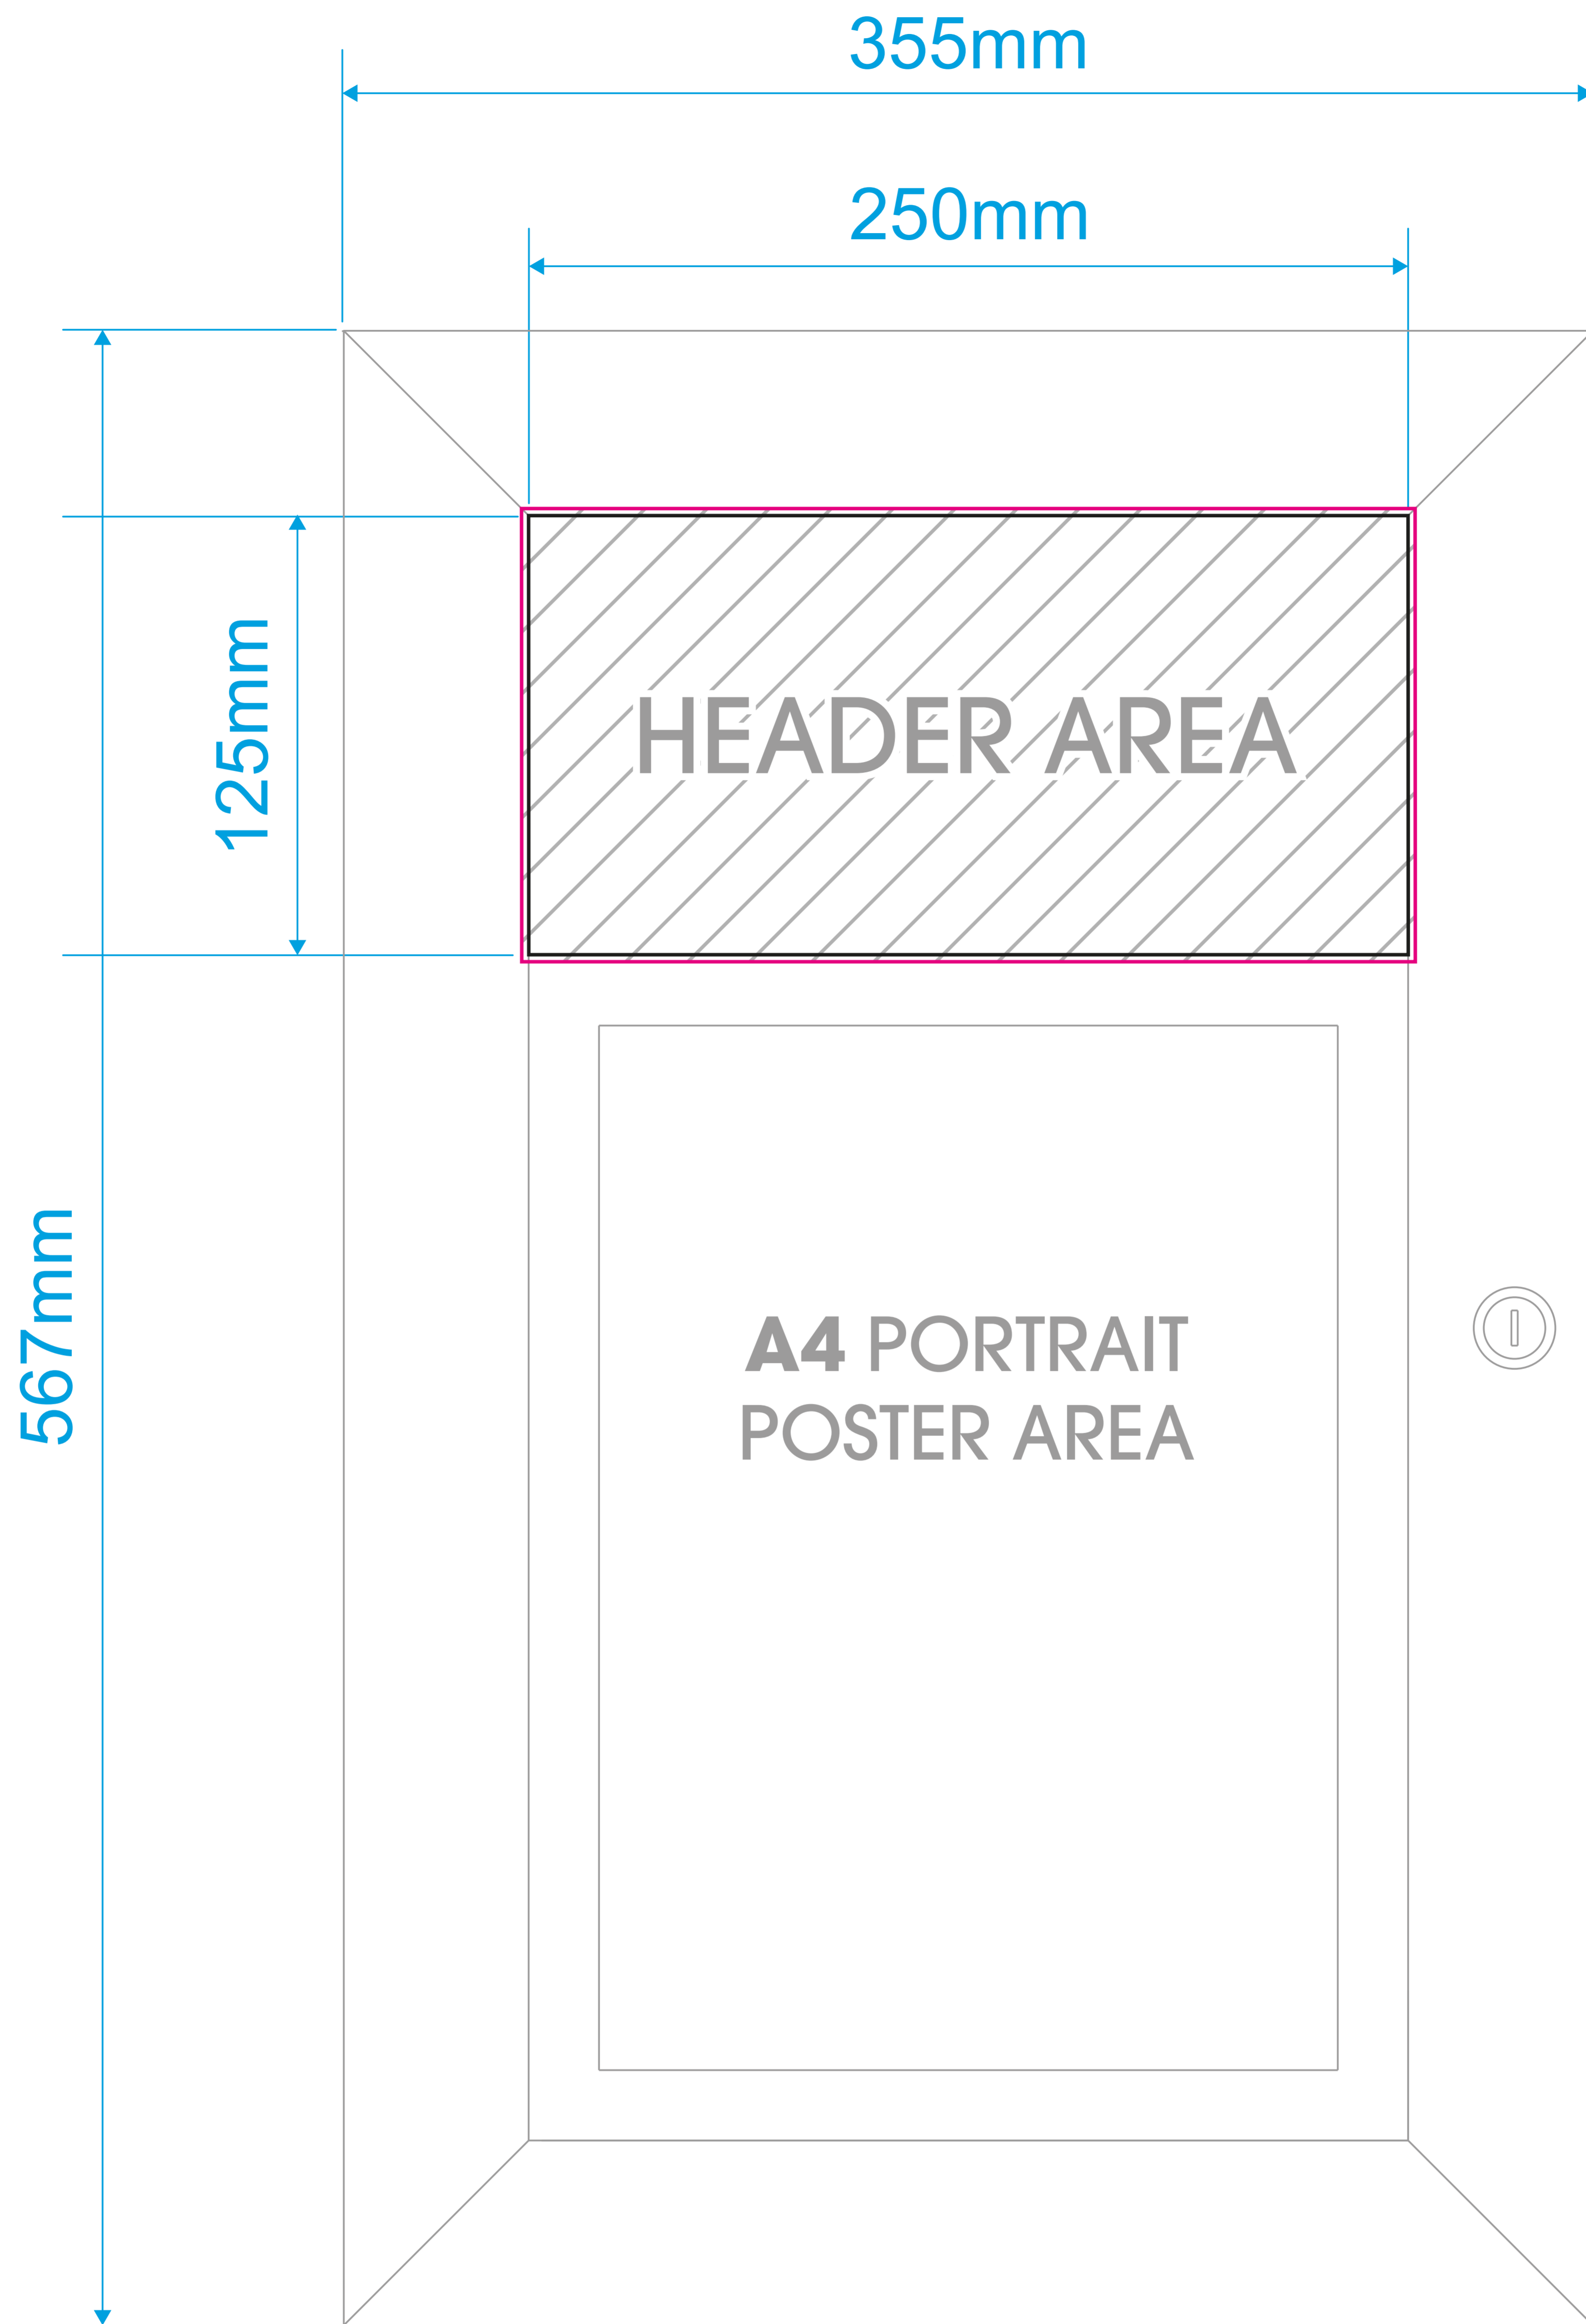 355mm
250mm
125mm
HEADER AREA
567mm
A4 PORTRAIT
POSTER AREA